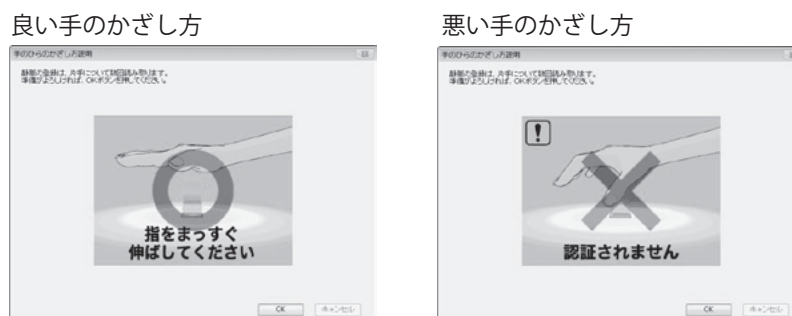 良い手のかざし方
手のひらのかざし方説明
静脈の登録は、片手について数回読み取ります。
準備がよろしければ、OKボタンを押してください。
指をまっすぐ
伸ばしてください
OK
キャンセル
悪い手のかざし方
手のひらのかざし方説明
静脈の登録は、片手について数回読み取ります。
準備がよろしければ、OKボタンを押してください。
!
認証されません
OK
キャンセル